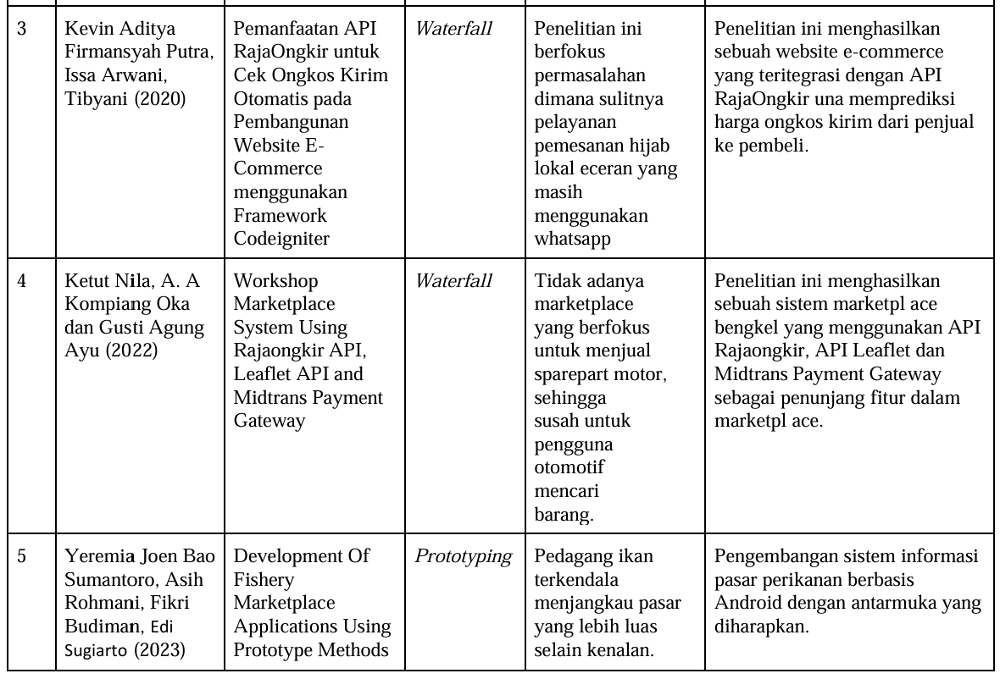 3
Kevin Aditya
Firmansyah Putra,
Issa Arwani,
Tibyani (2020)
Pemanfaatan API
RajaOngkir untuk
Cek Ongkos Kirim
Otomatis pada
Pembangunan
Website E-
Commerce
menggunakan
Framework
Codeigniter
Waterfall
Penelitian ini
berfokus
permasalahan
dimana sulitnya
pelayanan
pemesanan hijab
lokal eceran yang
masih
menggunakan
whatsapp
Penelitian ini menghasilkan
sebuah website e-commerce
yang teritegrasi dengan API
RajaOngkir una memprediksi
harga ongkos kirim dari penjual
ke pembeli.
4
Ketut Nila, A. A
Kompiang Oka
dan Gusti Agung
Ayu (2022)
Workshop
Marketplace
System Using
Rajaongkir API,
Leaflet API and
Midtrans Payment
Gateway
Waterfall
Tidak adanya
marketplace
yang berfokus
untuk menjual
sparepart motor,
sehingga
susah untuk
pengguna
otomotif
mencari
barang.
Penelitian ini menghasilkan
sebuah sistem marketpl ace
bengkel yang menggunakan API
Rajaongkir, API Leaflet dan
Midtrans Payment Gateway
sebagai penunjang fitur dalam
marketpl ace.
5
Yeremia Joen Bao
Sumantoro, Asih
Rohmani, Fikri
Budiman, Edi
Sugiarto (2023)
Development Of
Fishery
Marketplace
Applications Using
Prototype Methods
Prototyping
Pedagang ikan
terkendala
menjangkau pasar
yang lebih luas
selain kenalan.
Pengembangan sistem informasi
pasar perikanan berbasis
Android dengan antarmuka yang
diharapkan.